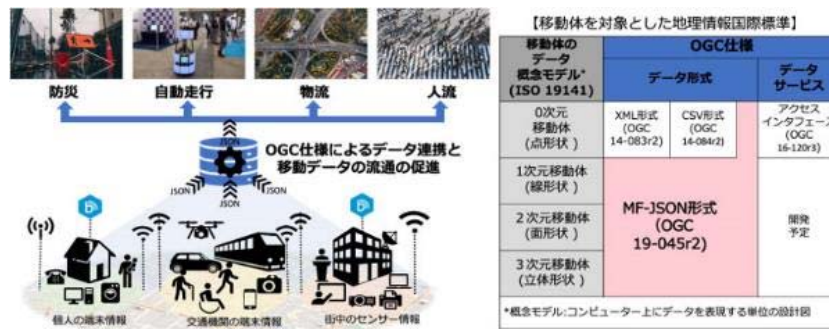 防災
自動走行
物流
人流
JSON
OGC仕様によるデータ連携と
移動データの流通の促進
JSON
JSON
JSON
個人の端末情報
交通機関の端末情報
街中のセンサー情報
【移動体を対象とした地理情報国際標準】
移動体の
データ
概念モデル*
(ISO 19141)
OGC仕様
データ形式
データ
サービス
0次元
移動体
(点形状)
XML形式
(OGC
14-083r2)
CSV形式
(OGC
14-084r2)
アクセス
インタフェース
(OGC
16-120r3)
1次元移動体
(線形状)
2次元移動体
(面形状)
3次元移動体
(立体形状)
MF-JSON形式
(OGC
19-045r2)
開発
予定
*概念モデル:コンピューター上にデータを表現する単位の設計図